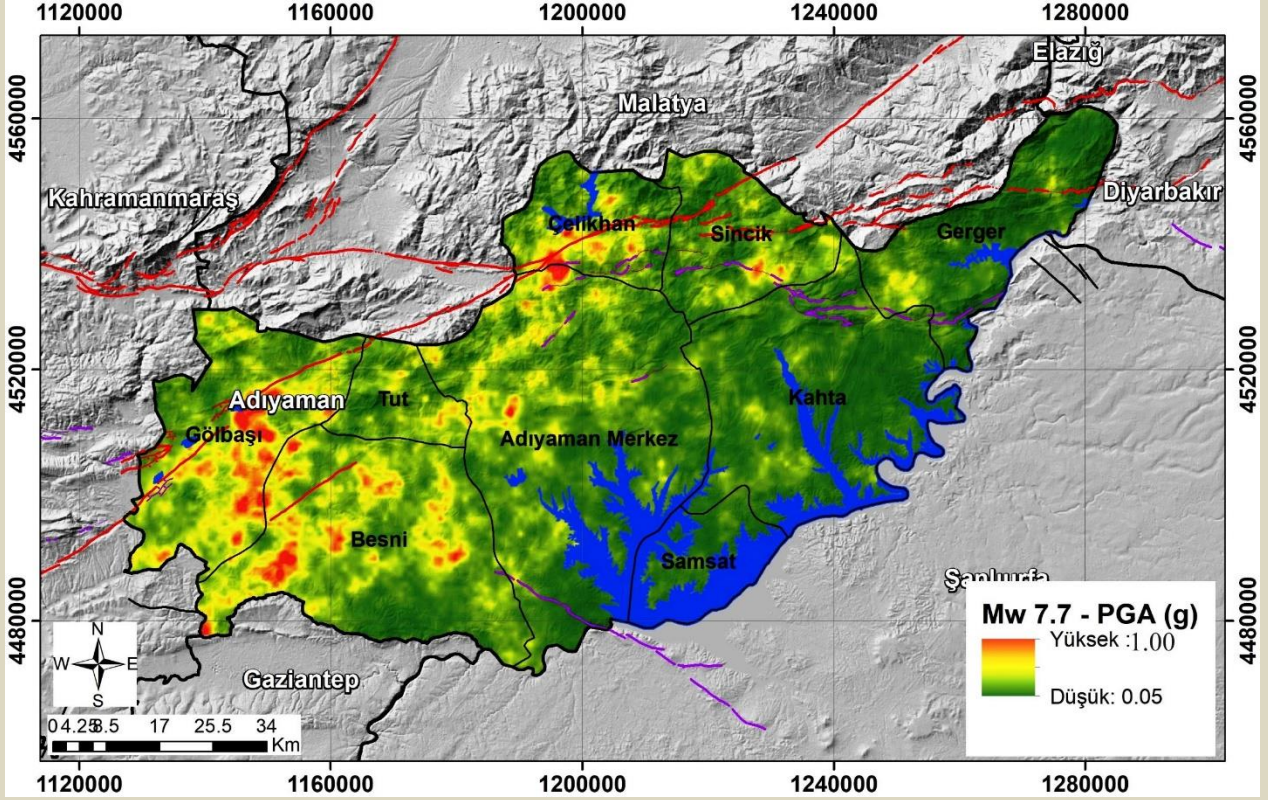 1120000 1160000 1200000 1240000 1280000
4560000
4520000
4480000
Elazığ
Malatya
Kahramanmaraş
Diyarbakır
Çelikhan
Sincik
Gerger
Adıyaman
Tut
Kahta
Gölbaşı
Adıyaman Merkez
Besni
Samsat
Şanlıurfa
Gaziantep
N
W E
S
0 4.25 8.5 17 25.5 34
Km
Mw 7.7 - PGA (g)
Yüksek :1.00
Düşük: 0.05
4560000
4520000
4480000
1120000 1160000 1200000 1240000 1280000